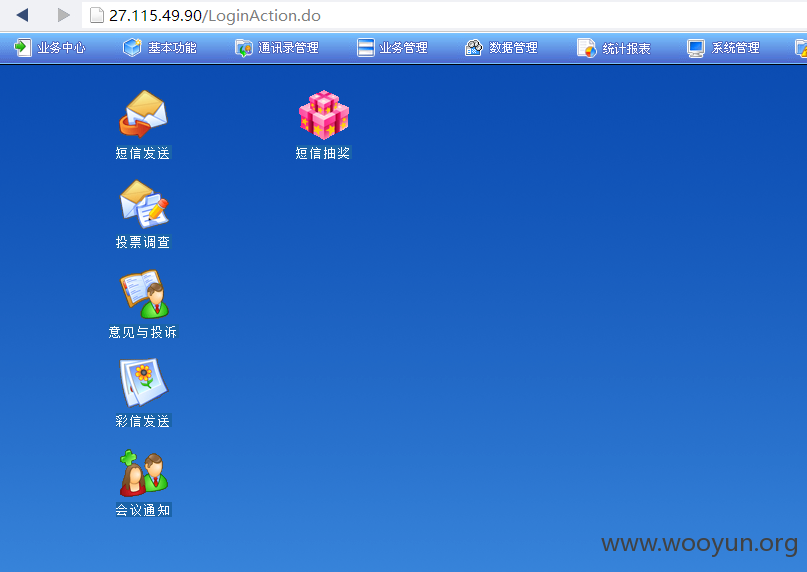 27.115.49.90/LoginAction.do
业务中心 基本功能 通讯录管理 业务管理 数据管理 统计报表 系统管理
短信发送 短信抽奖
投票调查
意见与投诉
彩信发送
会议通知
www.wooyun.org